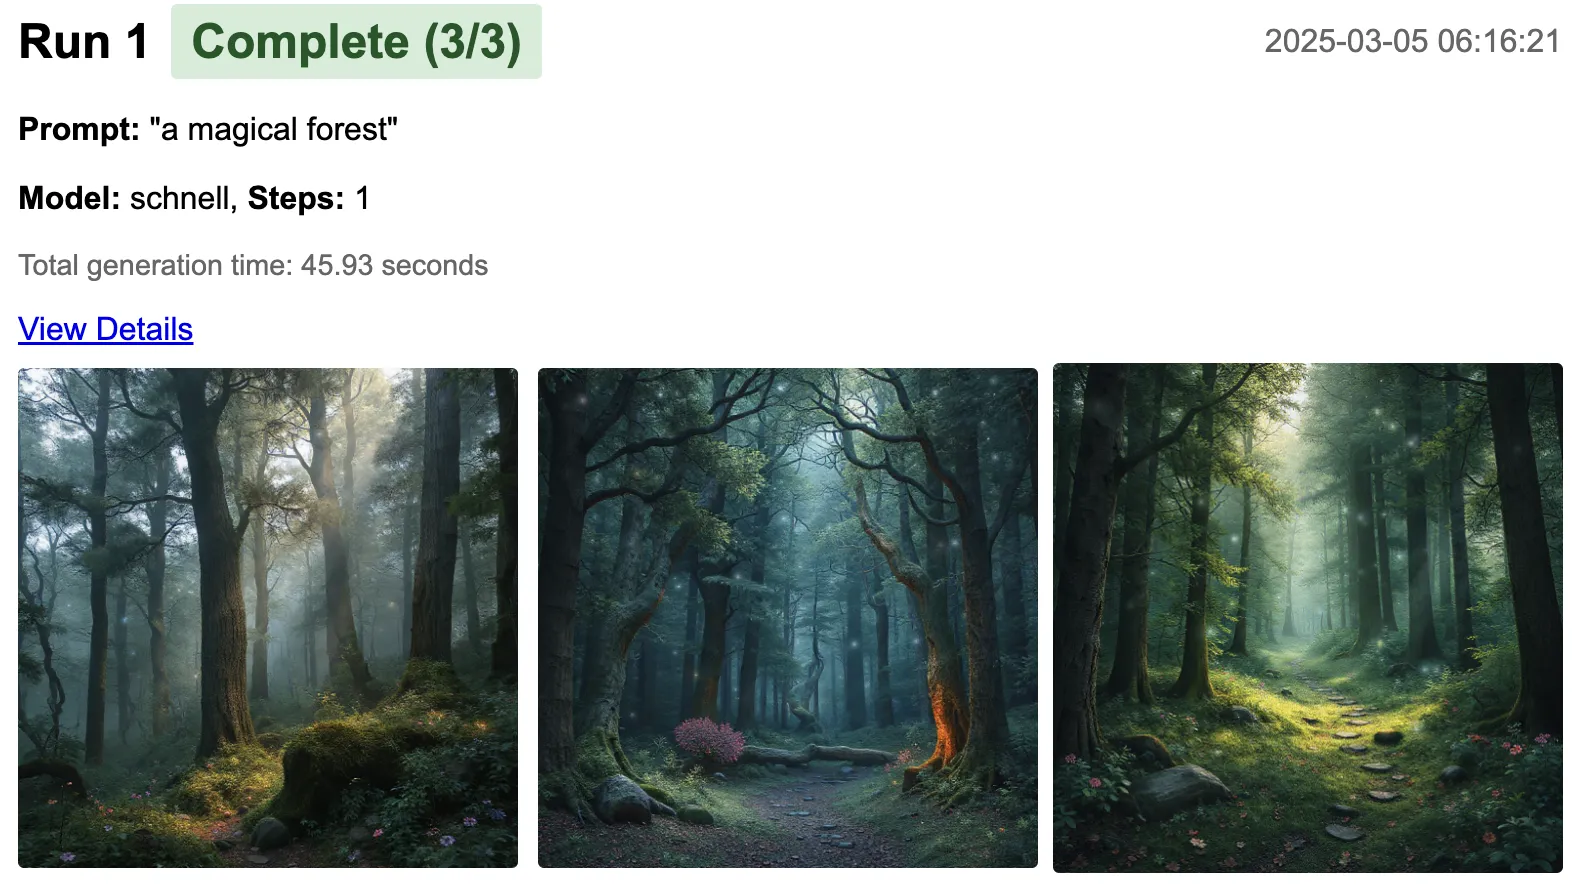 Run 1 Complete (3/3) 2025-03-05 06:16:21
Prompt: "a magical forest"
Model: schnell, Steps: 1
Total generation time: 45.93 seconds
View Details